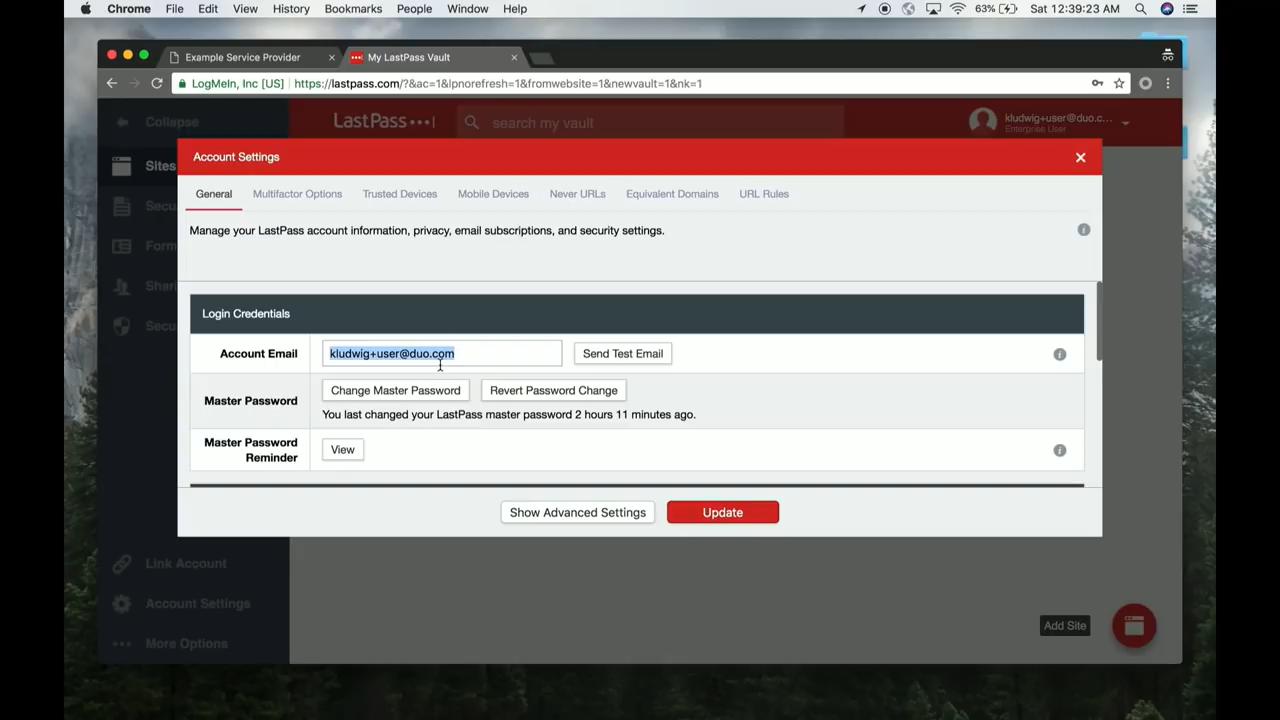 Chrome File Edit View History Bookmarks People Window Help 63% Sat 12:39:23 AM
Example Service Provider × My LastPass Vault ×
LogMeIn, Inc [US] https://lastpass.com/?&ac=1&lpnorefresh=1&fromwebsite=1&newvault=1&nk=1
Collapse LastPass•••| search my vault kludwig+user@duo.c...
Enterprise User
Account Settings ×
Sites
General Multifactor Options Trusted Devices Mobile Devices Never URLs Equivalent Domains URL Rules
Secu
Manage your LastPass account information, privacy, email subscriptions, and security settings.
Form
Shari
Login Credentials
Secu
Account Email kludwig+user@duo.com Send Test Email
Master Password Change Master Password Revert Password Change
You last changed your LastPass master password 2 hours 11 minutes ago.
Master Password
Reminder View
Show Advanced Settings Update
Link Account
Account Settings
Add Site
More Options